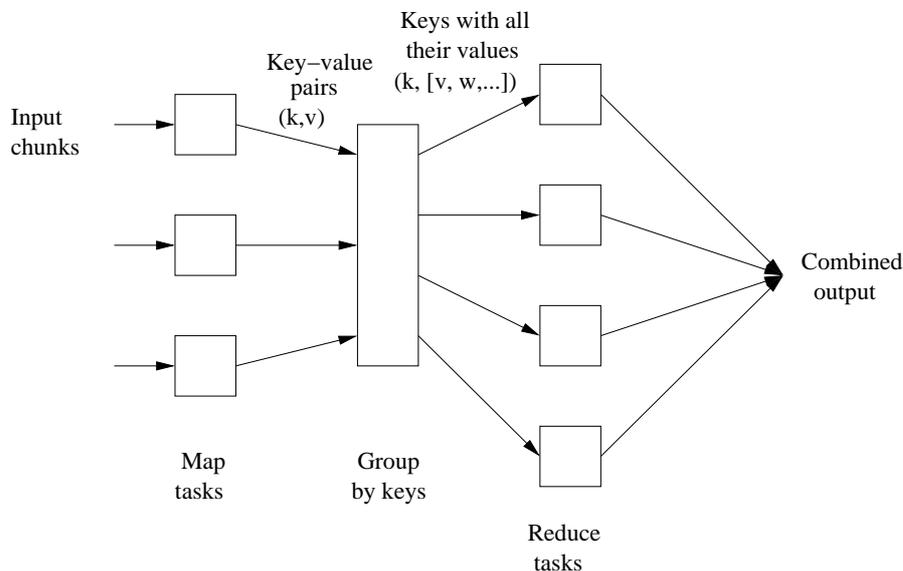 Input
chunks
Key−value
pairs
(k,v)
Keys with all
their values
(k, [v, w,...])
Combined
output
Map
tasks
Group
by keys
Reduce
tasks